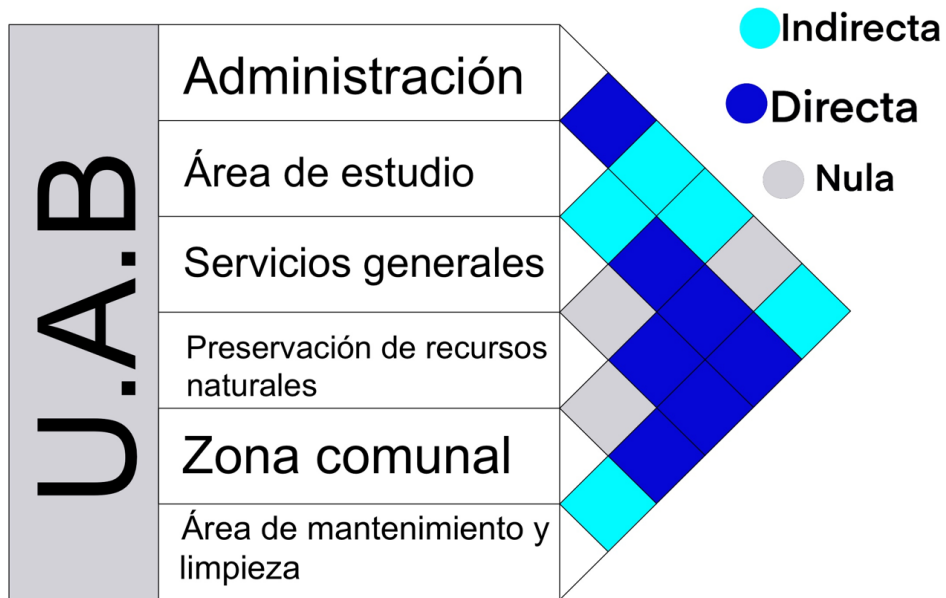 U.A.B
Administración
Área de estudio
Servicios generales
Preservación de recursos
naturales
Zona comunal
Área de mantenimiento y
limpieza
Indirecta
Directa
Nula